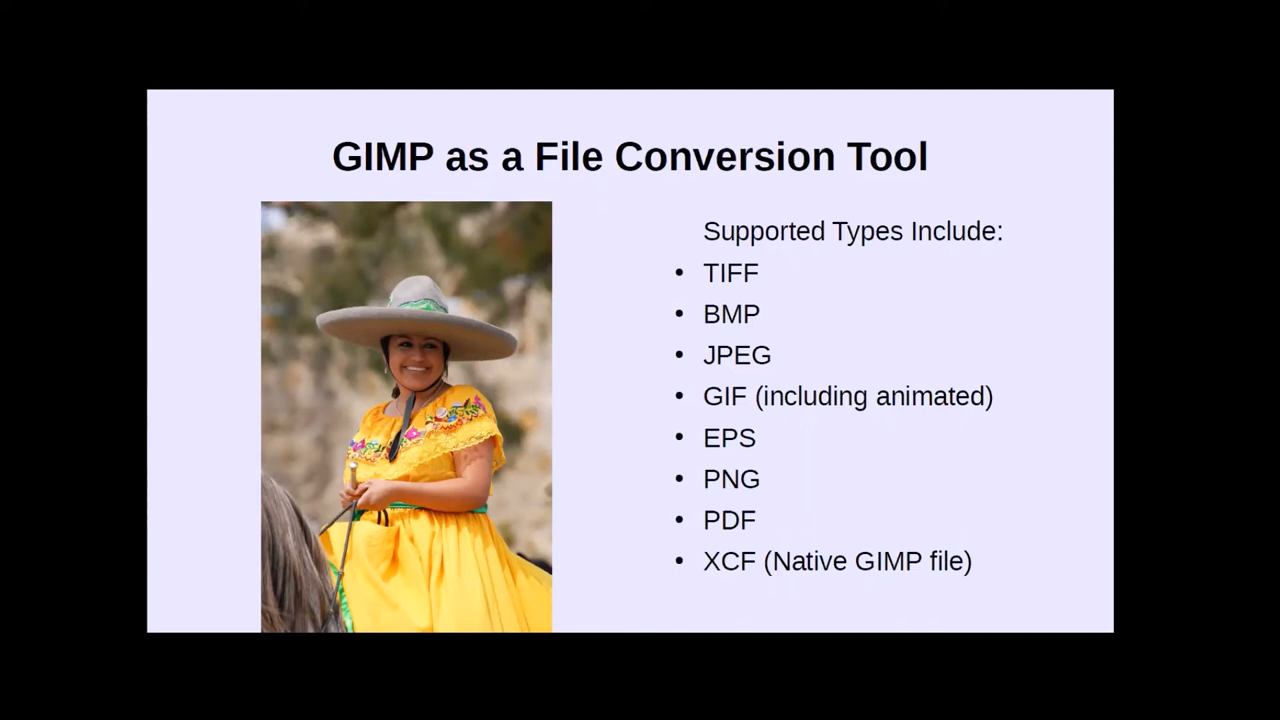 GIMP as a File Conversion Tool
Supported Types Include:
• TIFF
• BMP
• JPEG
• GIF (including animated)
• EPS
• PNG
• PDF
• XCF (Native GIMP file)